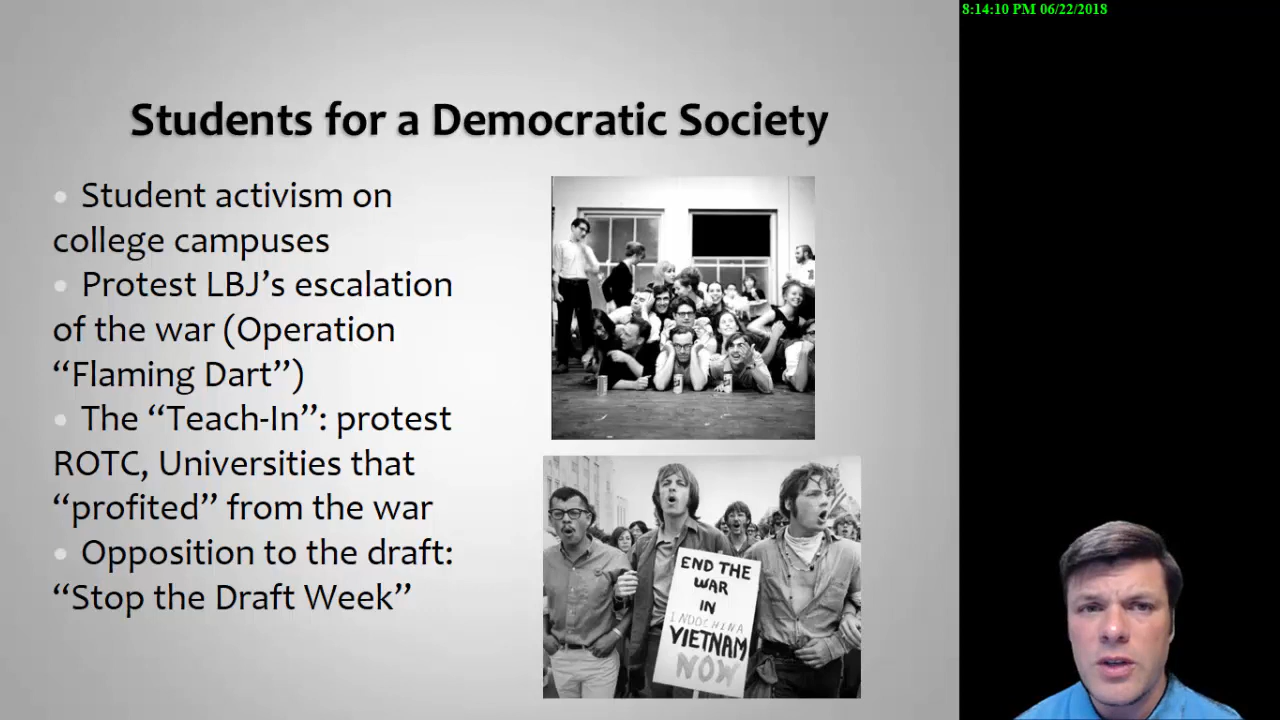 8:14:10 PM 06/22/2018
Students for a Democratic Society
• Student activism on
college campuses
• Protest LBJ’s escalation
of the war (Operation
“Flaming Dart”)
• The “Teach-In”: protest
ROTC, Universities that
“profited” from the war
• Opposition to the draft:
“Stop the Draft Week”
END THE
WAR
IN
INDOCHINA
VIETNAM
NOW